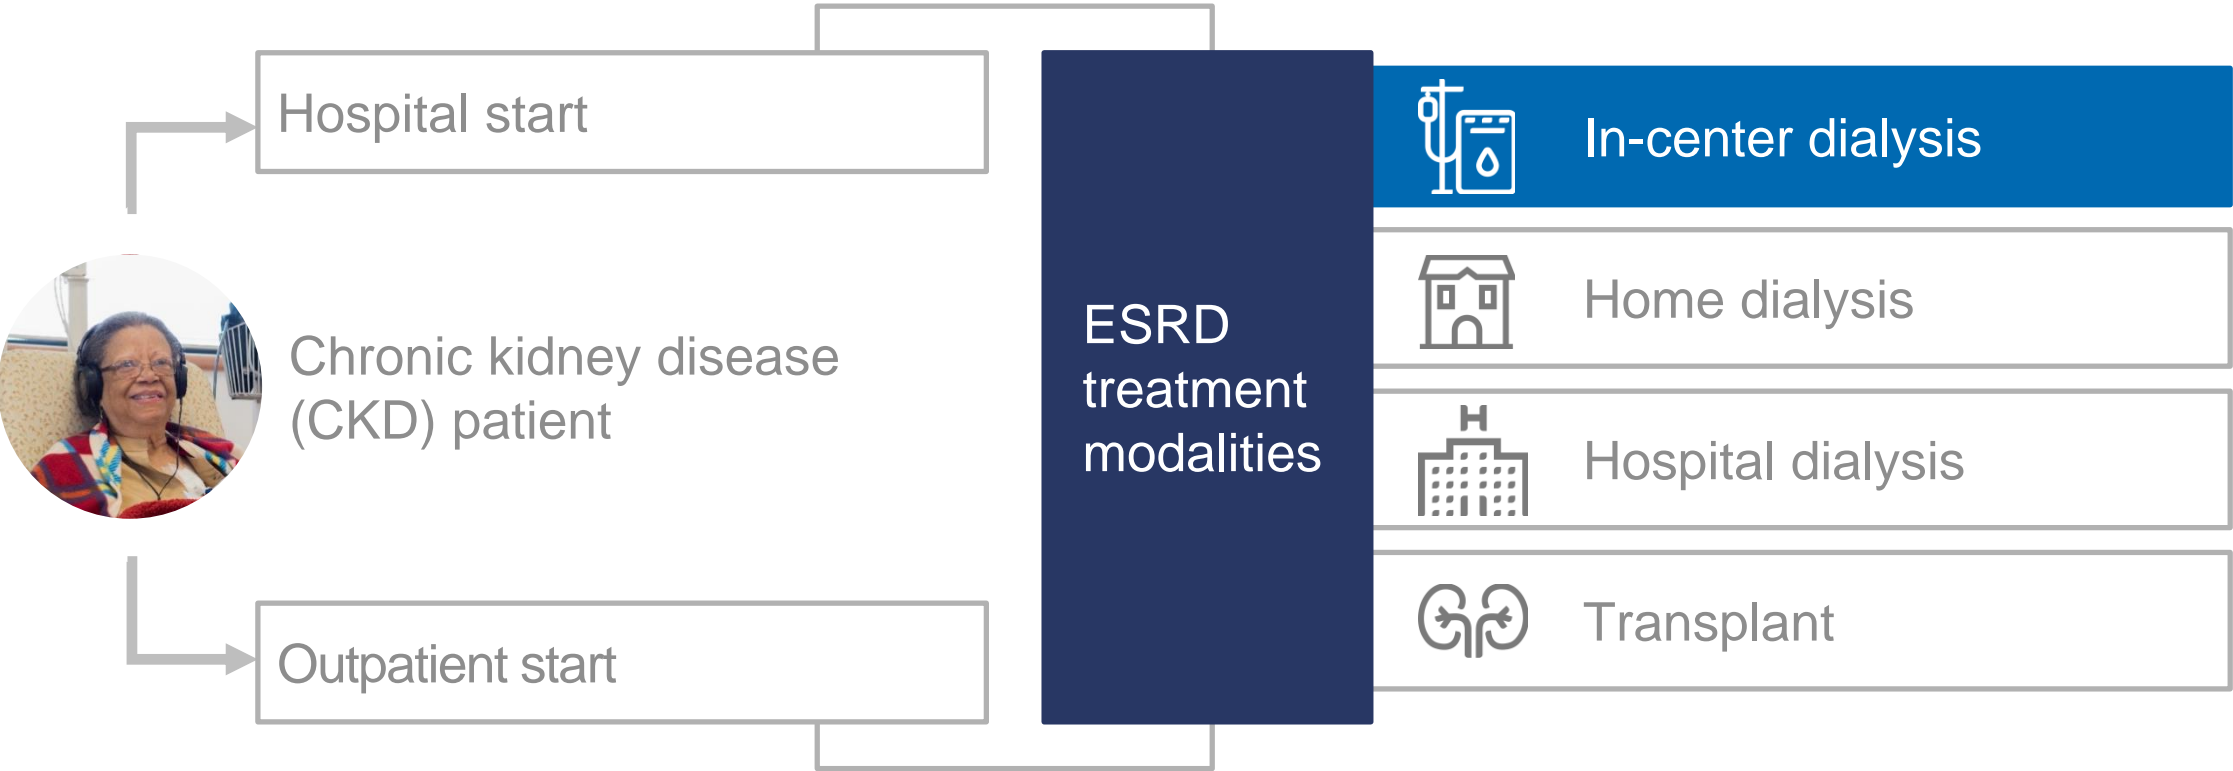 Hospital start
Chronic kidney disease
(CKD) patient
Outpatient start
ESRD
treatment
modalities
In-center dialysis
Home dialysis
H
Hospital dialysis
Transplant